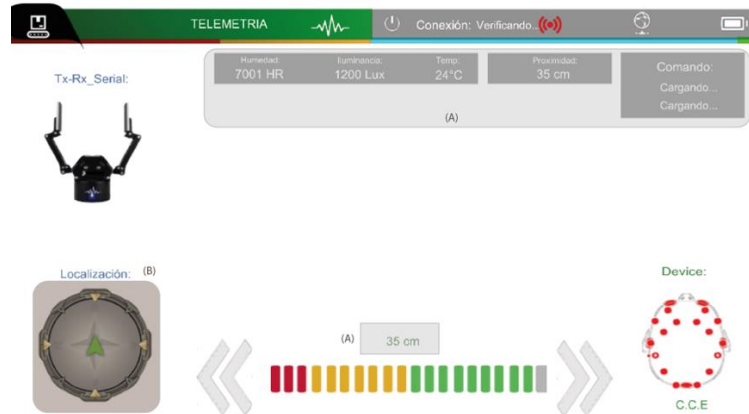 TELEMETRIA
Conexión: Verificando..
Tx-Rx_Serial:
Humedad:
7001 HR
Iluminancia:
1200 Lux
Temp:
24°C
Proximidad:
35 cm
Comando:
Cargando...
Cargando...
(A)
Localización: (B)
Device:
(A)
35 cm
C.C.E